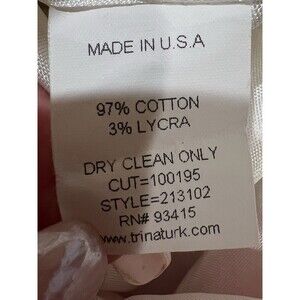 MADE IN U.S.A
97% COTTON
3% LYCRA
DRY CLEAN ONLY
CUT=100195
STYLE=213102
RN# 93415
www.trinaturk.com